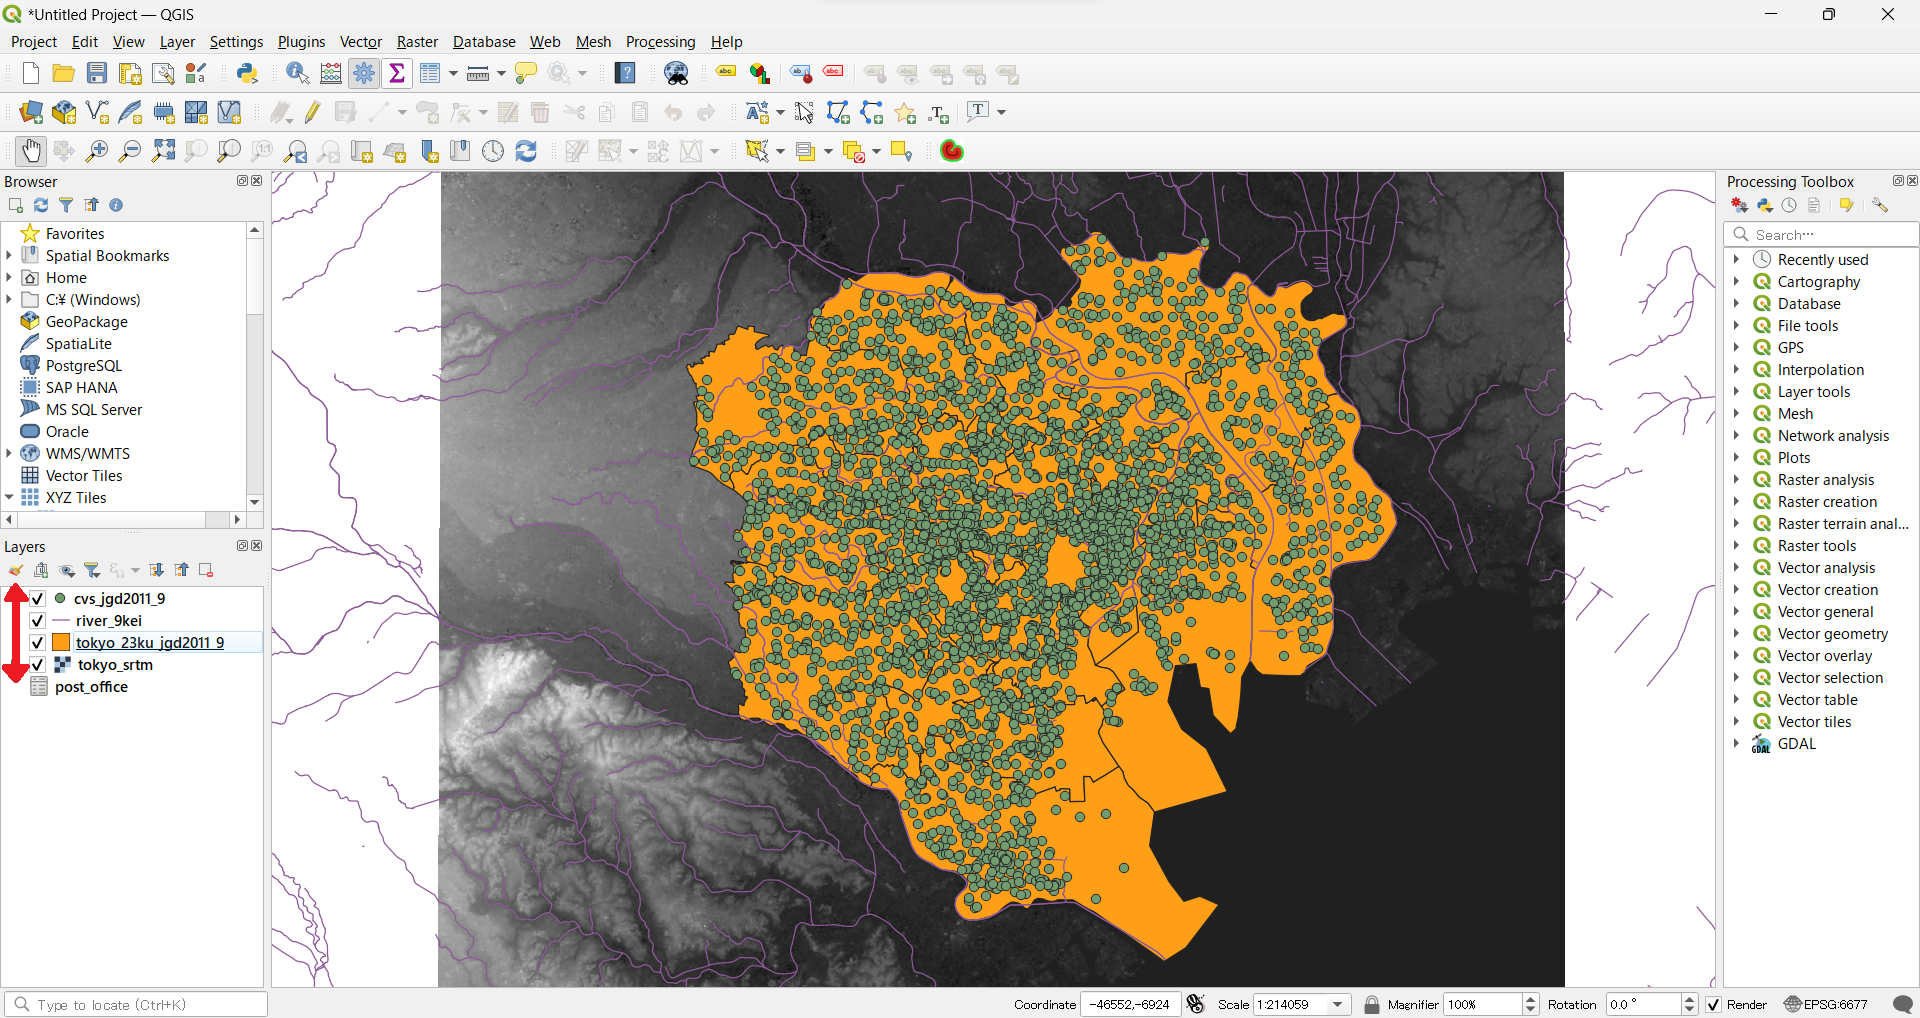 *Untitled Project — QGIS
Project Edit View Layer Settings Plugins Vector Raster Database Web Mesh Processing Help
Browser
Favorites
Spatial Bookmarks
Home
C:¥ (Windows)
GeoPackage
SpatiaLite
PostgreSQL
SAP HANA
MS SQL Server
Oracle
WMS/WMTS
Vector Tiles
XYZ Tiles
Layers
cvs_jgd2011_9
river_9kei
tokyo_23ku_jgd2011_9
tokyo_srtm
post_office
Processing Toolbox
Search…
Recently used
Cartography
Database
File tools
GPS
Interpolation
Layer tools
Mesh
Network analysis
Plots
Raster analysis
Raster creation
Raster terrain anal...
Raster tools
Vector analysis
Vector creation
Vector general
Vector geometry
Vector overlay
Vector selection
Vector table
Vector tiles
GDAL
Type to locate (Ctrl+K)
Coordinate -46552,-6924 Scale 1:214059 Magnifier 100% Rotation 0.0 ° Render EPSG:6677